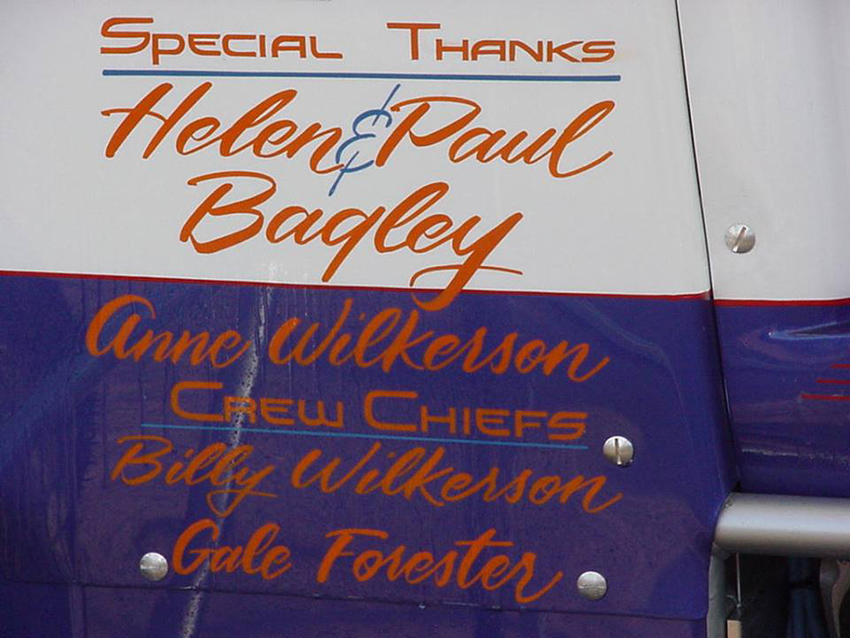 Special Thanks
Helen & Paul
Bagley
Anne Wilkerson
Crew Chiefs
Billy Wilkerson
Gale Forester